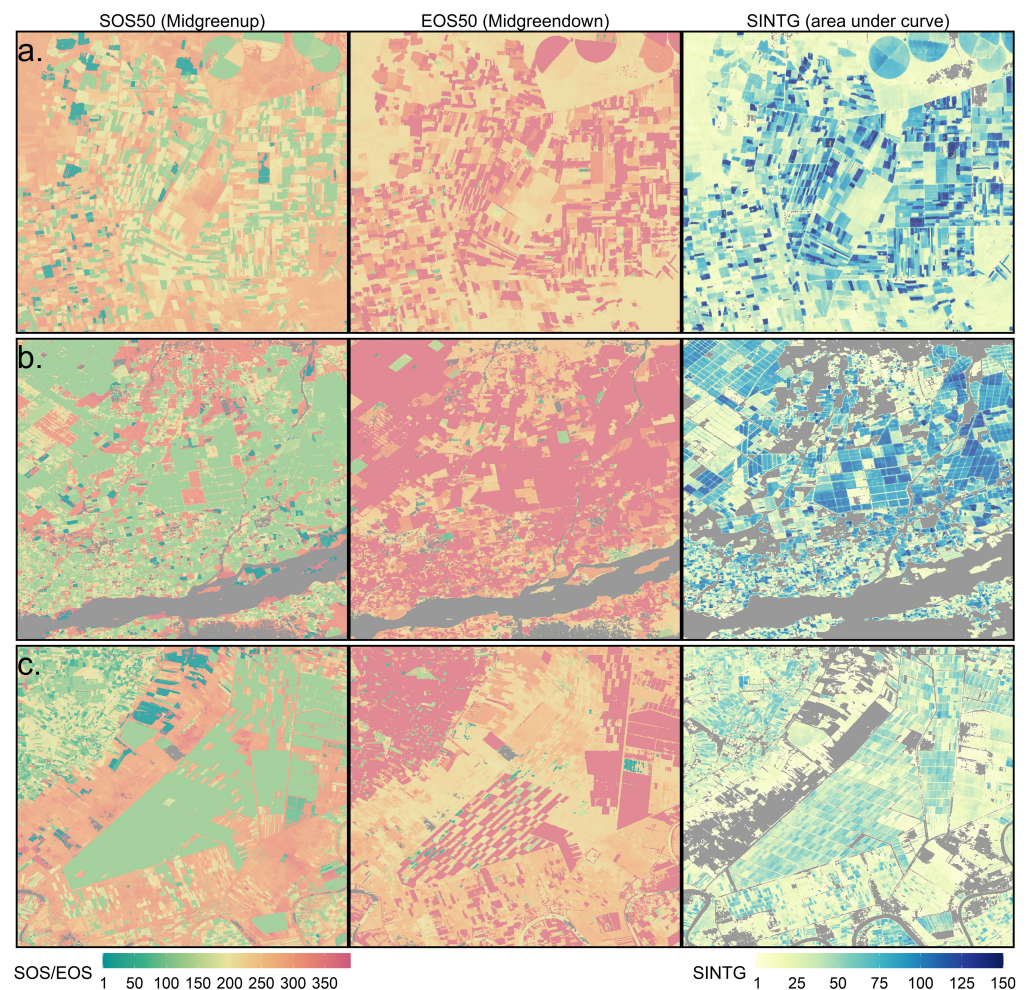 SOS50 (Midgreenup) EOS50 (Midgreendown) SINTG (area under curve)
a.
b.
c.
SOS/EOS
1 50 100 150 200 250 300 350
SINTG
1 25 50 75 100 125 150